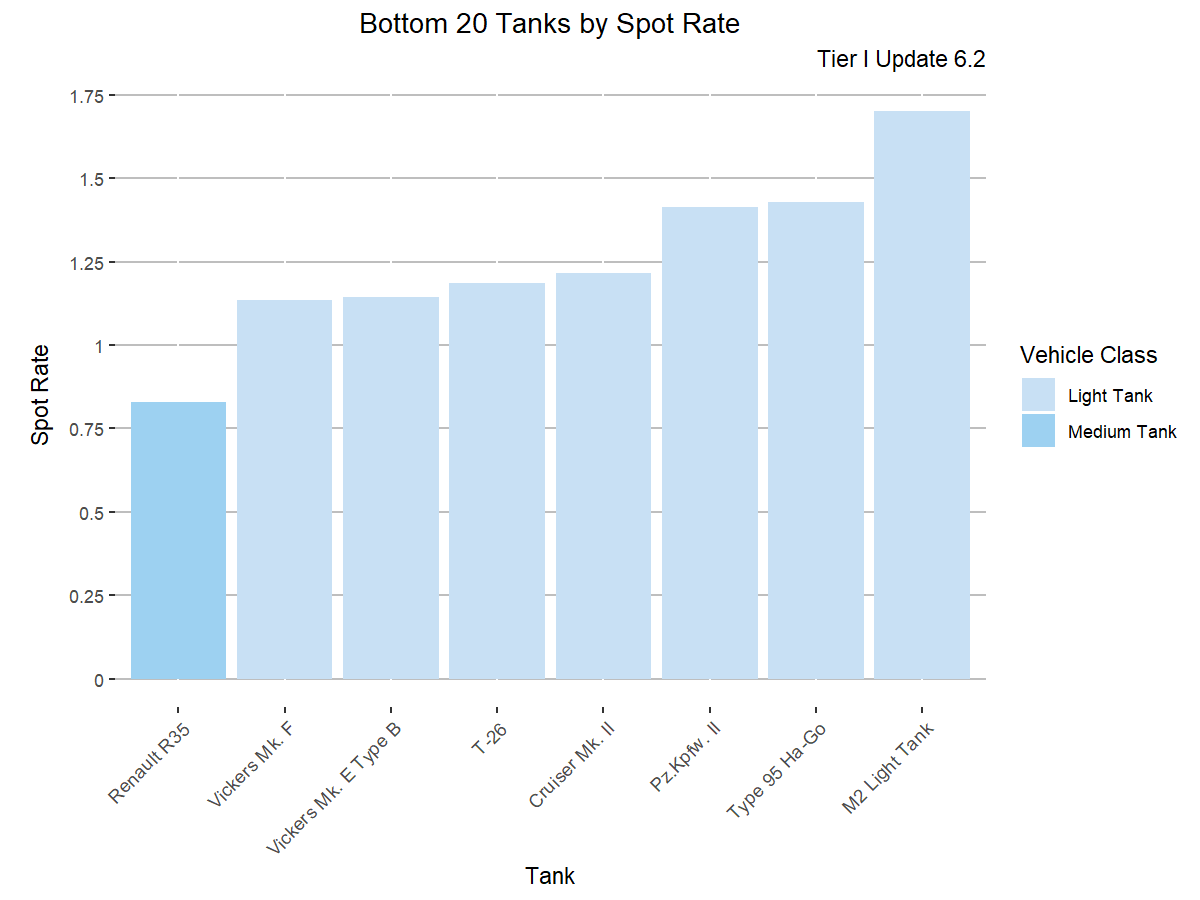 Bottom 20 Tanks by Spot Rate
Tier I Update 6.2
1.75
1.5
1.25
1
0.75
0.5
0.25
0
Spot Rate
Renault R35
Vickers Mk. F
Vickers Mk. E Type B
T-26
Cruiser Mk. II
Pz.Kpfw. II
Type 95 Ha-Go
M2 Light Tank
Tank
Vehicle Class
Light Tank
Medium Tank